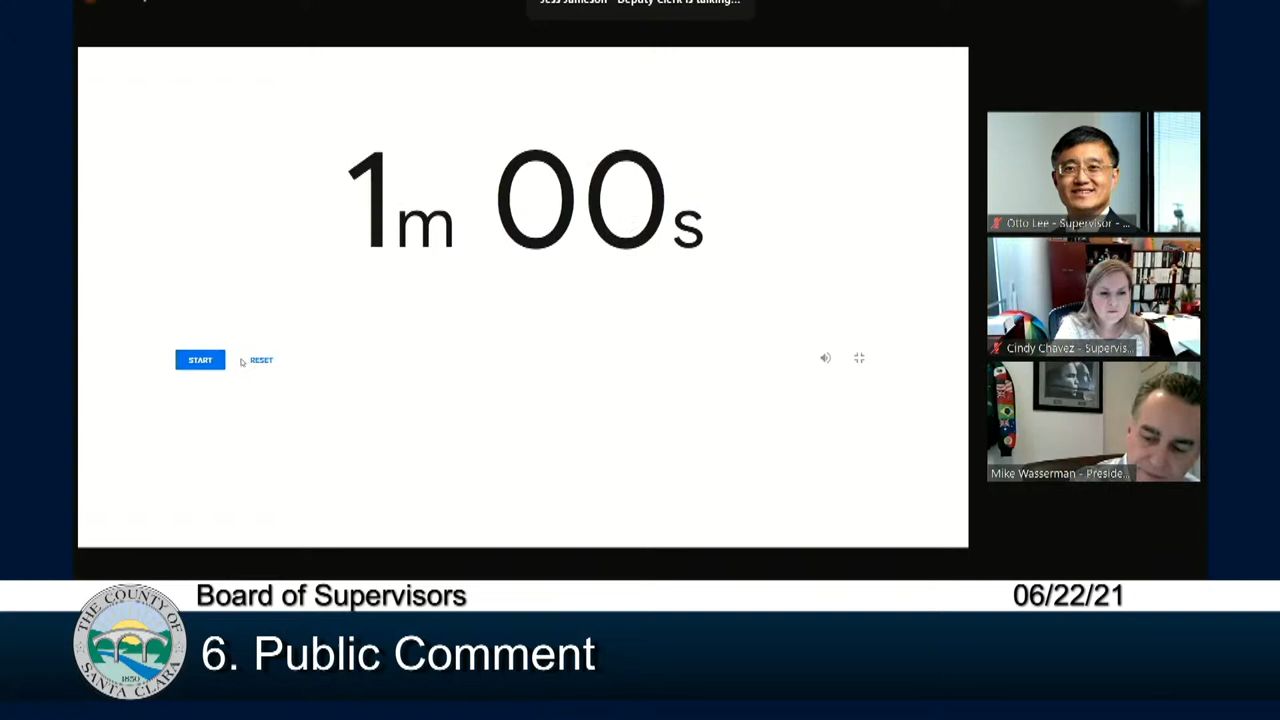 Jess Jameson - Deputy Clerk is talking...
1m 00s
START
RESET
Otto Lee - Supervisor - ...
Cindy Chavez - Supervis...
Mike Wasserman - Preside...
Board of Supervisors
06/22/21
6. Public Comment
THE COUNTY OF
SANTA CLARA
1850